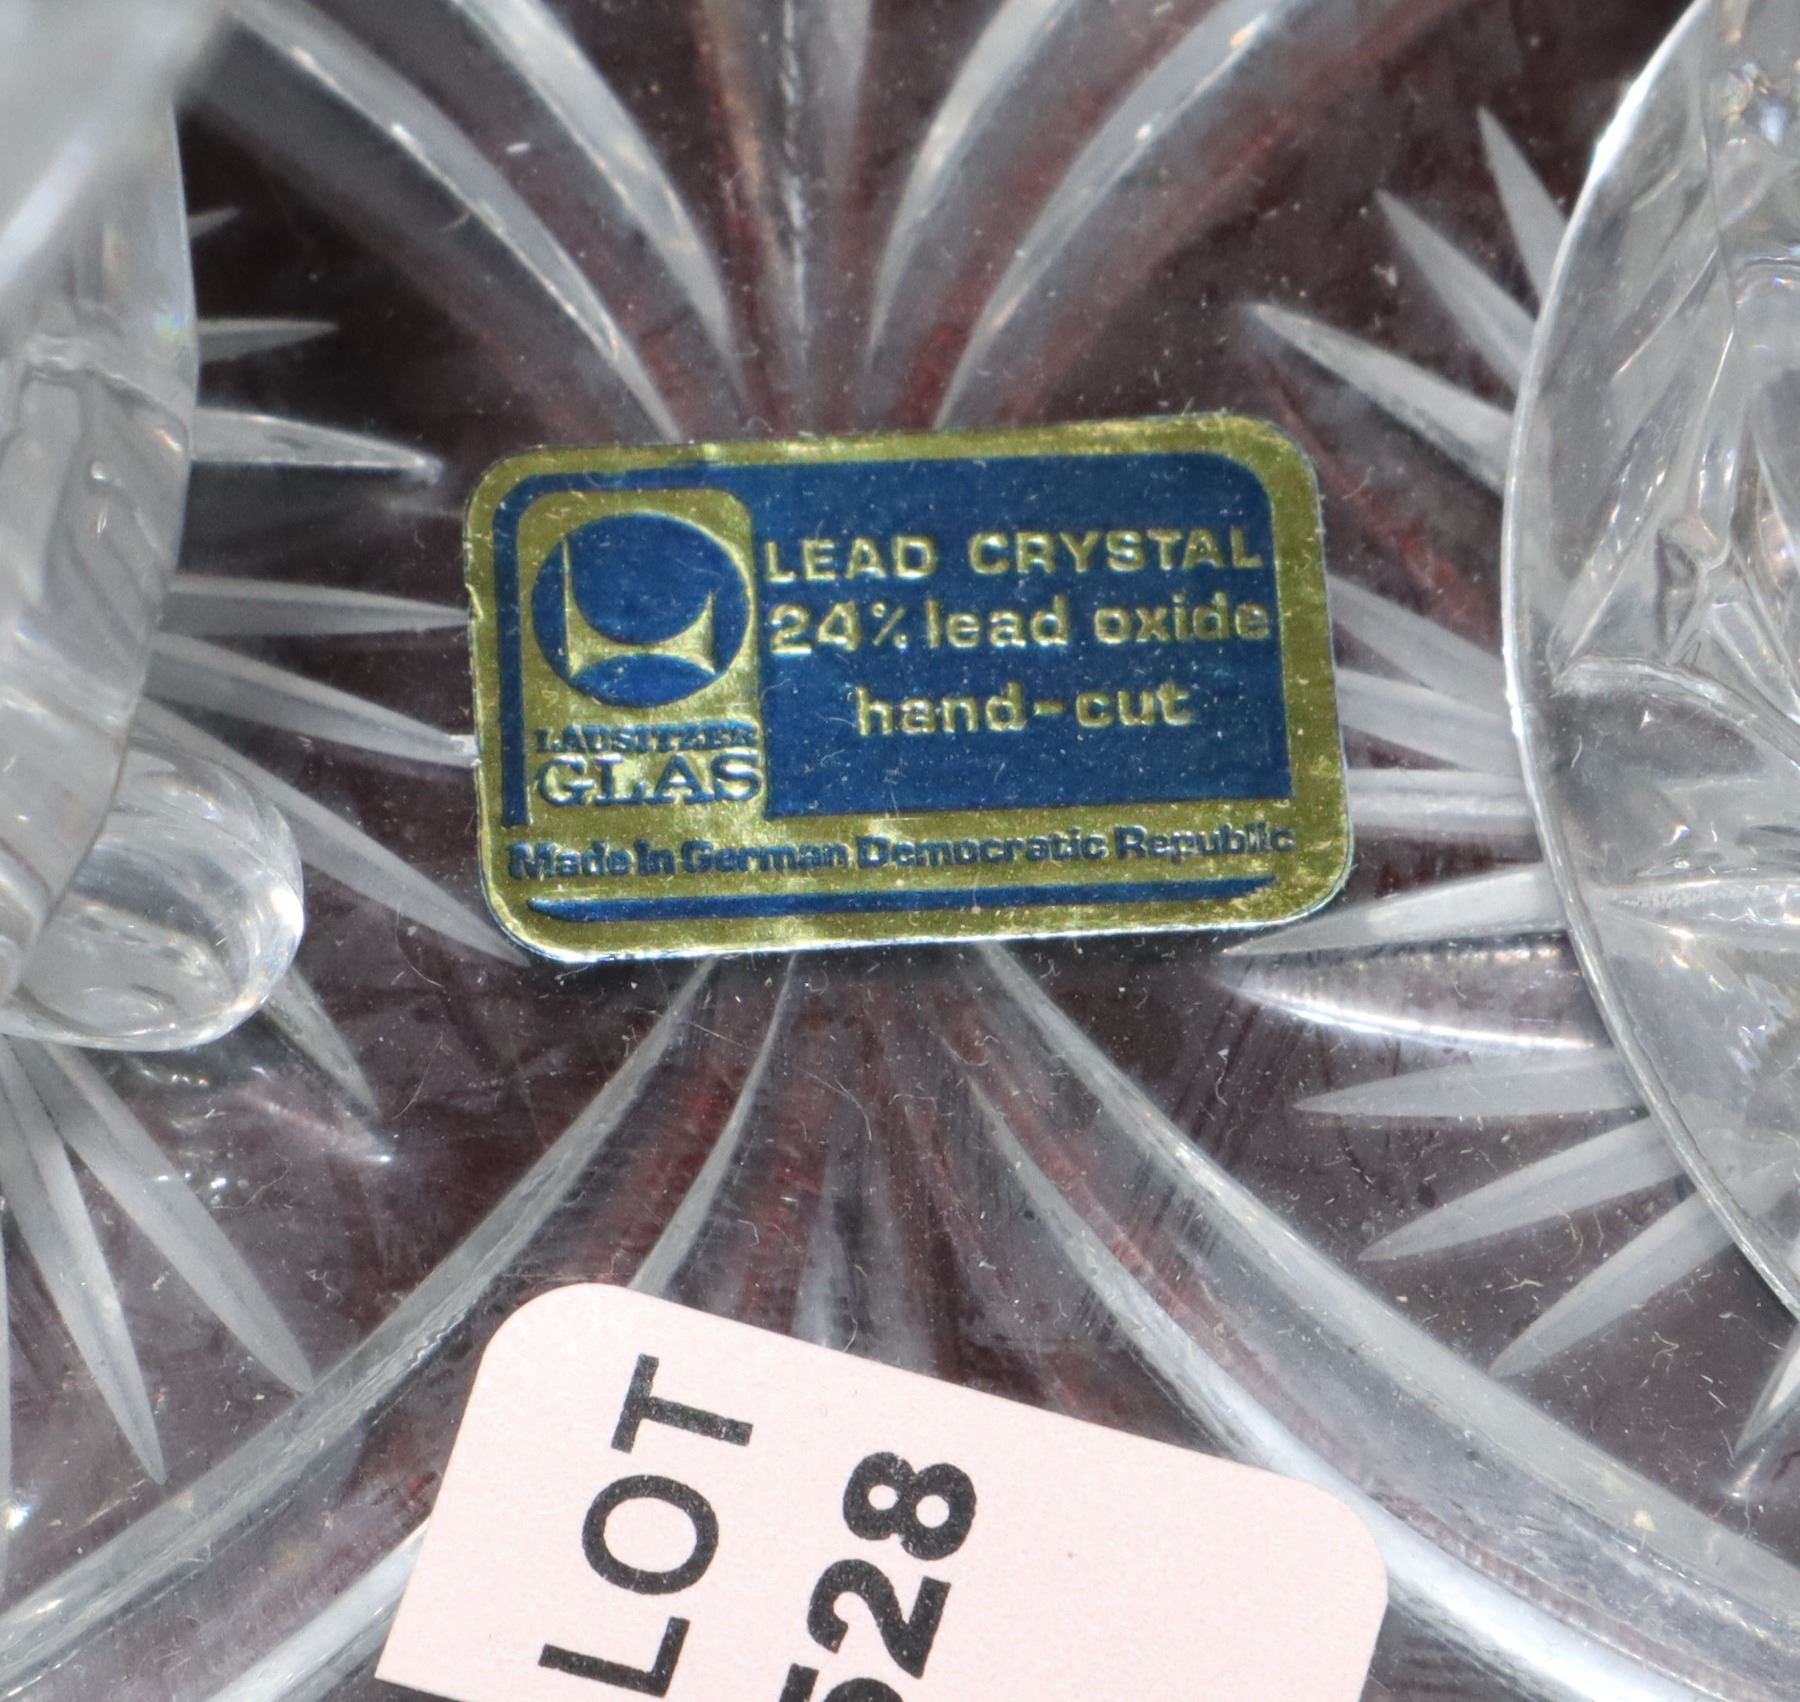 LEAD CRYSTAL
24% lead oxide
hand-cut
LAUSITZER
GLAS
Made in German Democratic Republic
LOT
528